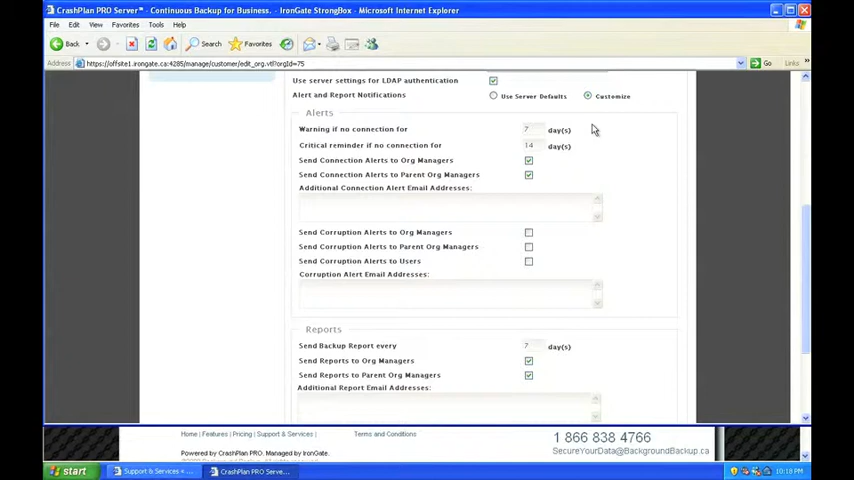 CrashPlan PRO Server™ - Continuous Backup for Business. - IronGate StrongBox - Microsoft Internet Explorer
File Edit View Favorites Tools Help
Back Search Favorites
Address https://offsite1.irongate.ca:4285/manage/customer/edit_org.vtl?orgId=75 Go Links »
Use server settings for LDAP authentication
Alert and Report Notifications Use Server Defaults Customize
Alerts
Warning if no connection for 7 day(s)
Critical reminder if no connection for 14 day(s)
Send Connection Alerts to Org Managers
Send Connection Alerts to Parent Org Managers
Additional Connection Alert Email Addresses:
Send Corruption Alerts to Org Managers
Send Corruption Alerts to Parent Org Managers
Send Corruption Alerts to Users
Corruption Alert Email Addresses:
Reports
Send Backup Report every 7 day(s)
Send Reports to Org Managers
Send Reports to Parent Org Managers
Additional Report Email Addresses:
Home | Features | Pricing | Support & Services | Terms and Conditions 1 866 838 4766
Powered by CrashPlan PRO. Managed by IronGate. SecureYourData@BackgroundBackup.ca
start Support & Services <... CrashPlan PRO Serve... 10:18 PM